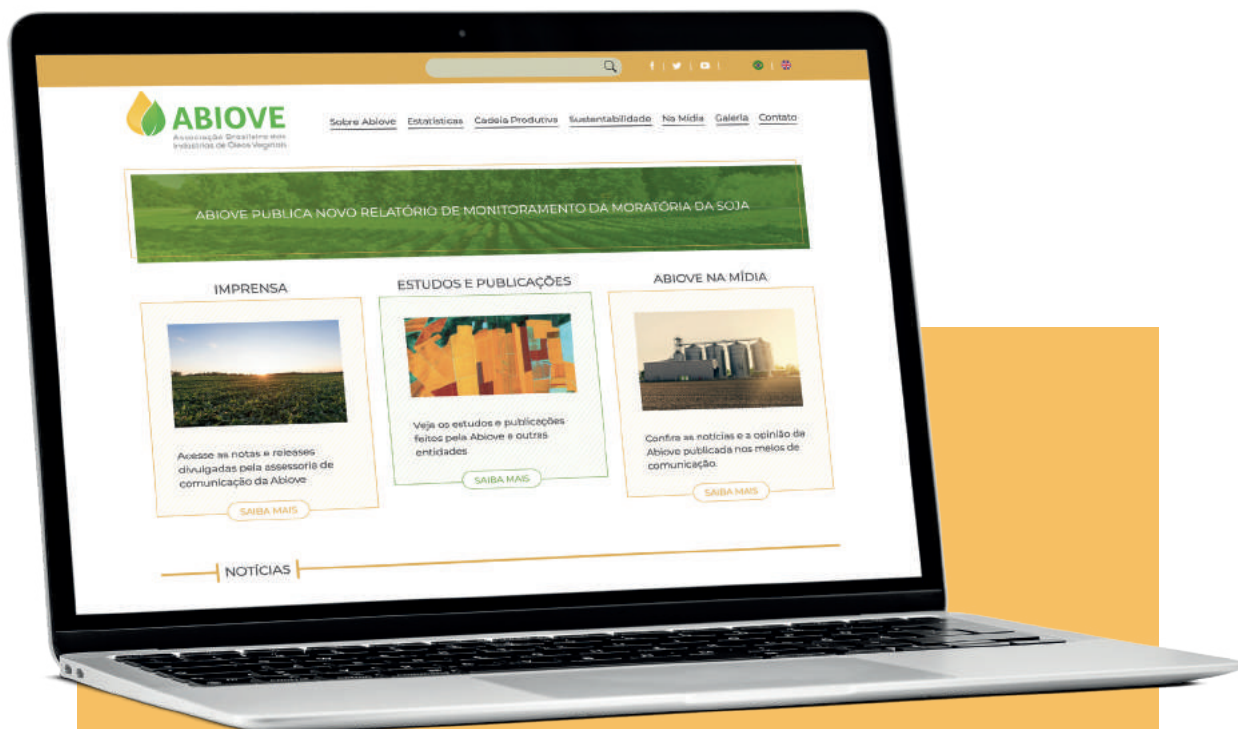 ABIOVE
Associação Brasileira das
Indústrias de Óleos Vegetais
Sobre Abiove Estatísticas Cadeia Produtiva Sustentabilidade Na Mídia Galeria Contato
ABIOVE PUBLICA NOVO RELATÓRIO DE MONITORAMENTO DA MORATÓRIA DA SOJA
IMPRENSA
Acesse as notas e releases
divulgadas pela assessoria de
comunicação da Abiove
SAIBA MAIS
ESTUDOS E PUBLICAÇÕES
Veja os estudos e publicações
feitos pela Abiove e outras
entidades
SAIBA MAIS
ABIOVE NA MÍDIA
Confira as notícias e a opinião da
Abiove publicada nos meios de
comunicação.
SAIBA MAIS
NOTÍCIAS